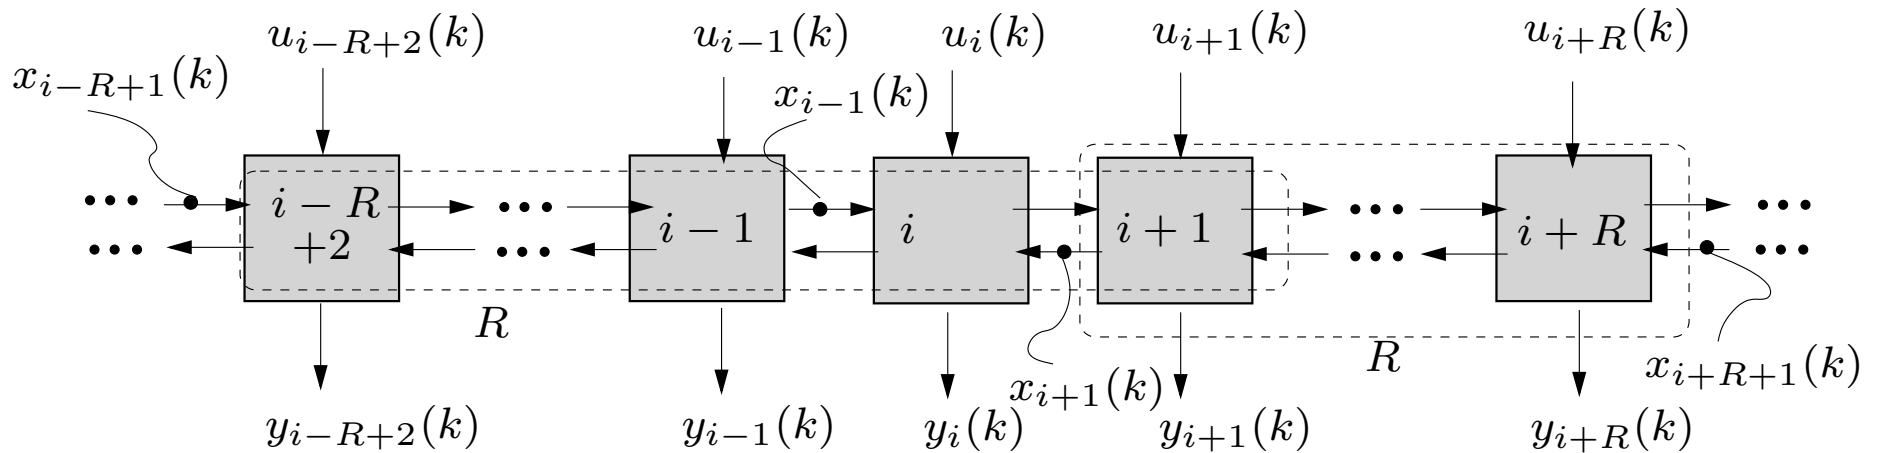 u_{i-R+2}(k) u_{i-1}(k) u_i(k) u_{i+1}(k) u_{i+R}(k)
x_{i-R+1}(k) x_{i-1}(k)
••• i − R +2 ••• i − 1 i i + 1 ••• i + R •••
••• ••• ••• •••
R R
x_{i+1}(k) x_{i+R+1}(k)
y_{i-R+2}(k) y_{i-1}(k) y_i(k) y_{i+1}(k) y_{i+R}(k)